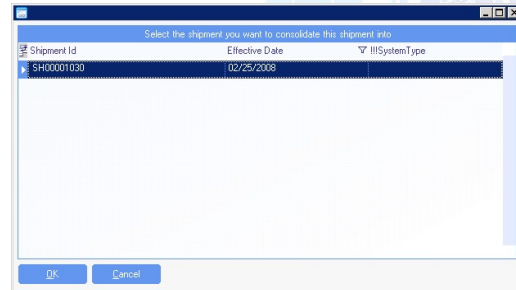 Select the shipment you want to consolidate this shipment into
Shipment Id Effective Date !!!SystemType
SH00001030 02/25/2008
OK Cancel